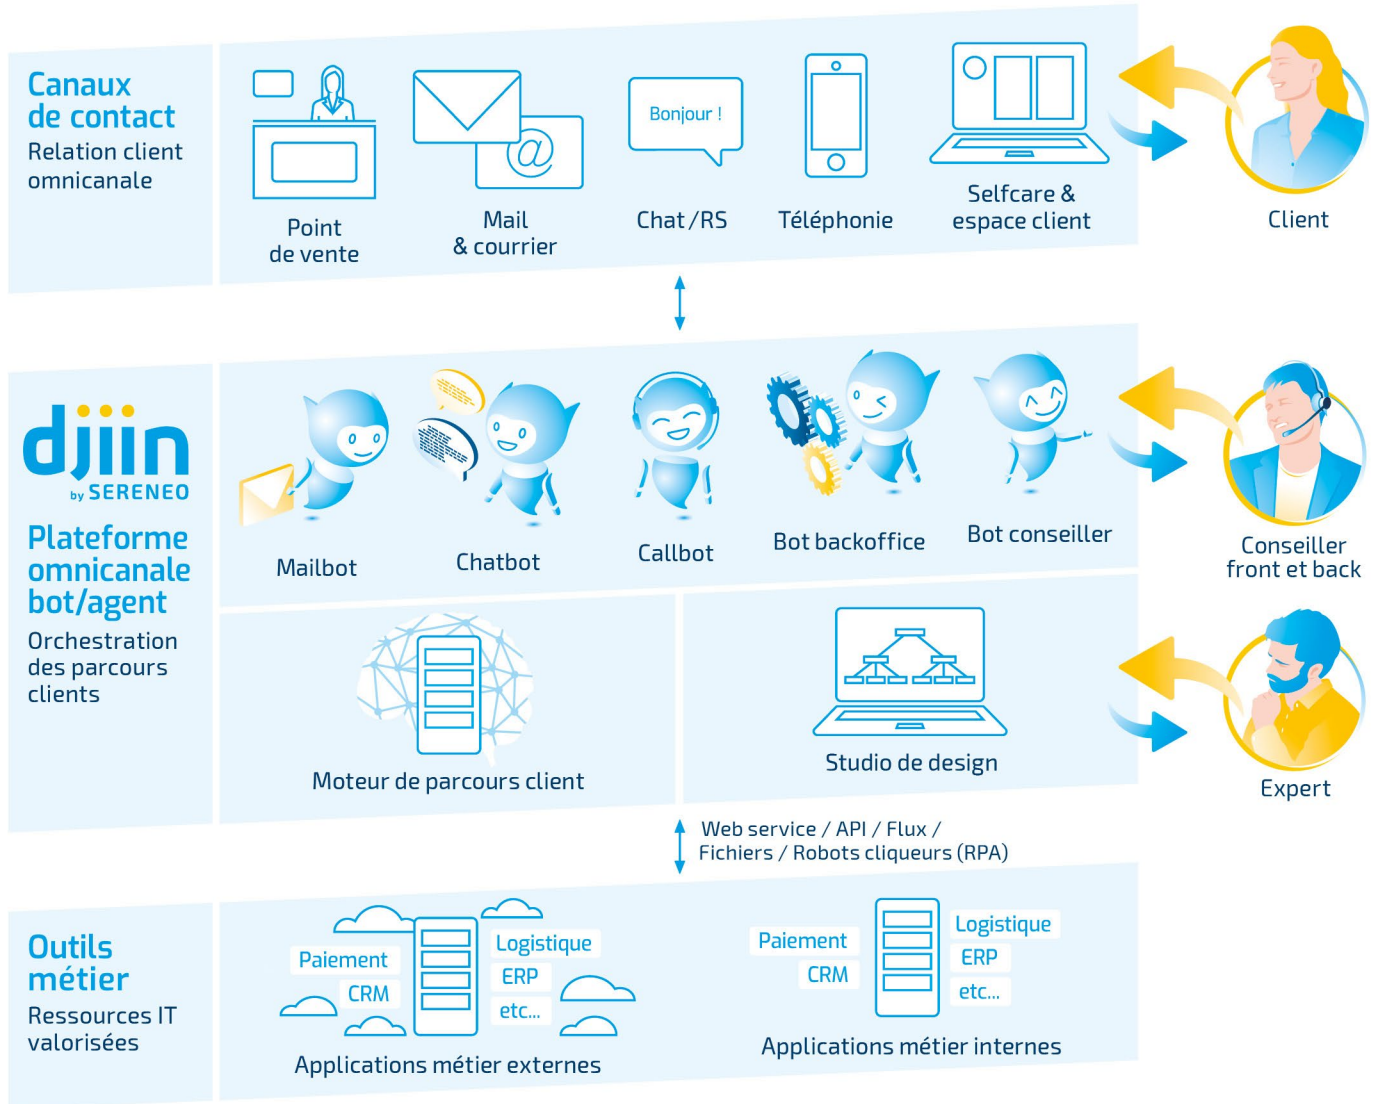 Canaux
de contact
Relation client
omnicanale
Point
de vente
@
Mail
& courrier
Bonjour !
Chat/RS
Téléphonie
Selfcare &
espace client
Client
djiin
by SERENEO
Plateforme
omnicanale
bot/agent
Orchestration
des parcours
clients
Mailbot
Chatbot
Callbot
Bot backoffice
Bot conseiller
Conseiller
front et back
Moteur de parcours client
Studio de design
Expert
Web service / API / Flux /
Fichiers / Robots cliqueurs (RPA)
Outils
métier
Ressources IT
valorisées
Paiement
CRM
Logistique
ERP
etc...
Applications métier externes
Paiement
CRM
Logistique
ERP
etc...
Applications métier internes